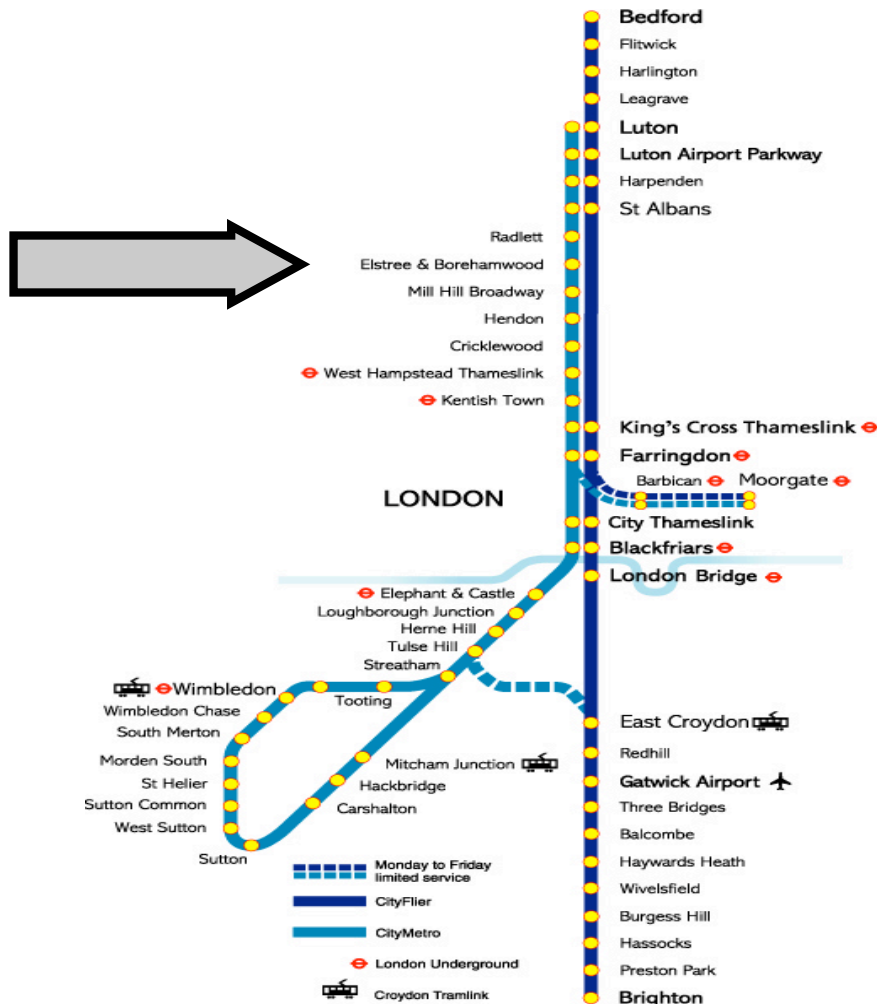 Bedford
Flitwick
Harlington
Leagrave
Luton
Luton Airport Parkway
Harpenden
St Albans
Radlett
Elstree & Borehamwood
Mill Hill Broadway
Hendon
Cricklewood
West Hampstead Thameslink
Kentish Town
King's Cross Thameslink
Farringdon
Barbican
Moorgate
LONDON
City Thameslink
Blackfriars
London Bridge
Elephant & Castle
Loughborough Junction
Herne Hill
Tulse Hill
Streatham
Wimbledon
Tooting
Wimbledon Chase
South Merton
Morden South
St Helier
Sutton Common
West Sutton
Sutton
Mitcham Junction
Hackbridge
Carshalton
East Croydon
Redhill
Gatwick Airport
Three Bridges
Balcombe
Haywards Heath
Wivelsfield
Burgess Hill
Hassocks
Preston Park
Brighton
Monday to Friday
limited service
CityFlier
CityMetro
London Underground
Croydon Tramlink